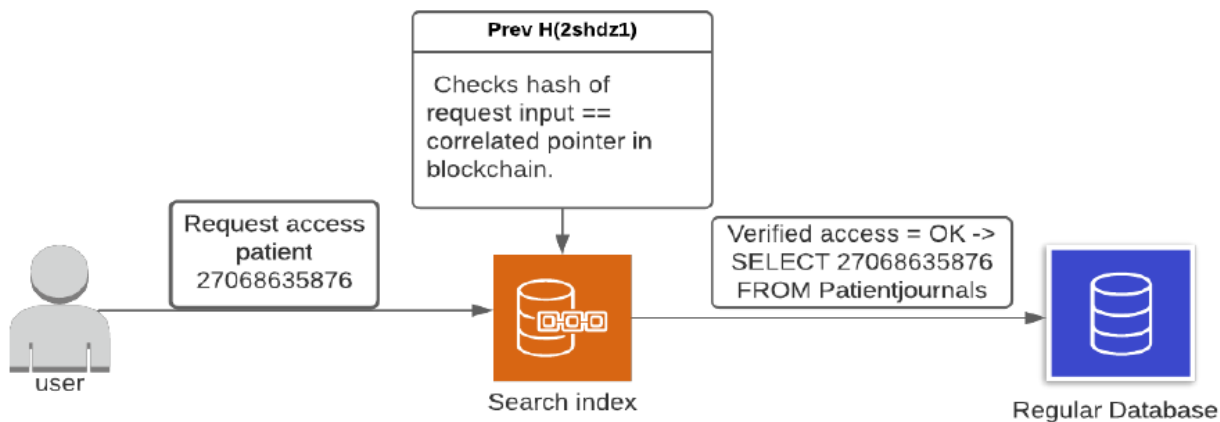 Prev H(2shdz1)
Checks hash of
request input ==
correlated pointer in
blockchain.
Request access
patient
27068635876
Verified access = OK ->
SELECT 27068635876
FROM Patientjournals
user
Search index
Regular Database